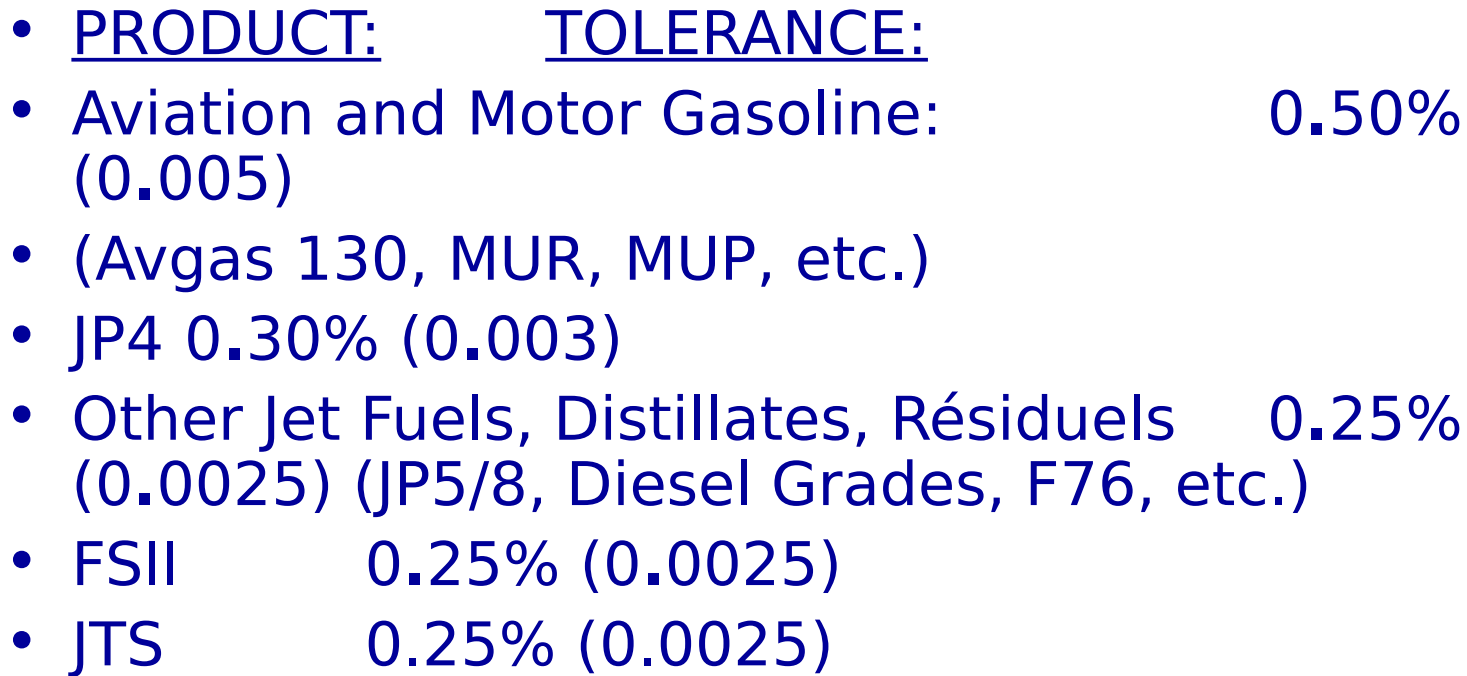 • PRODUCT: TOLERANCE:
• Aviation and Motor Gasoline: 0.50%
(0.005)
• (Avgas 130, MUR, MUP, etc.)
• JP4 0.30% (0.003)
• Other Jet Fuels, Distillates, Résiduels 0.25%
(0.0025) (JP5/8, Diesel Grades, F76, etc.)
• FSII 0.25% (0.0025)
• JTS 0.25% (0.0025)